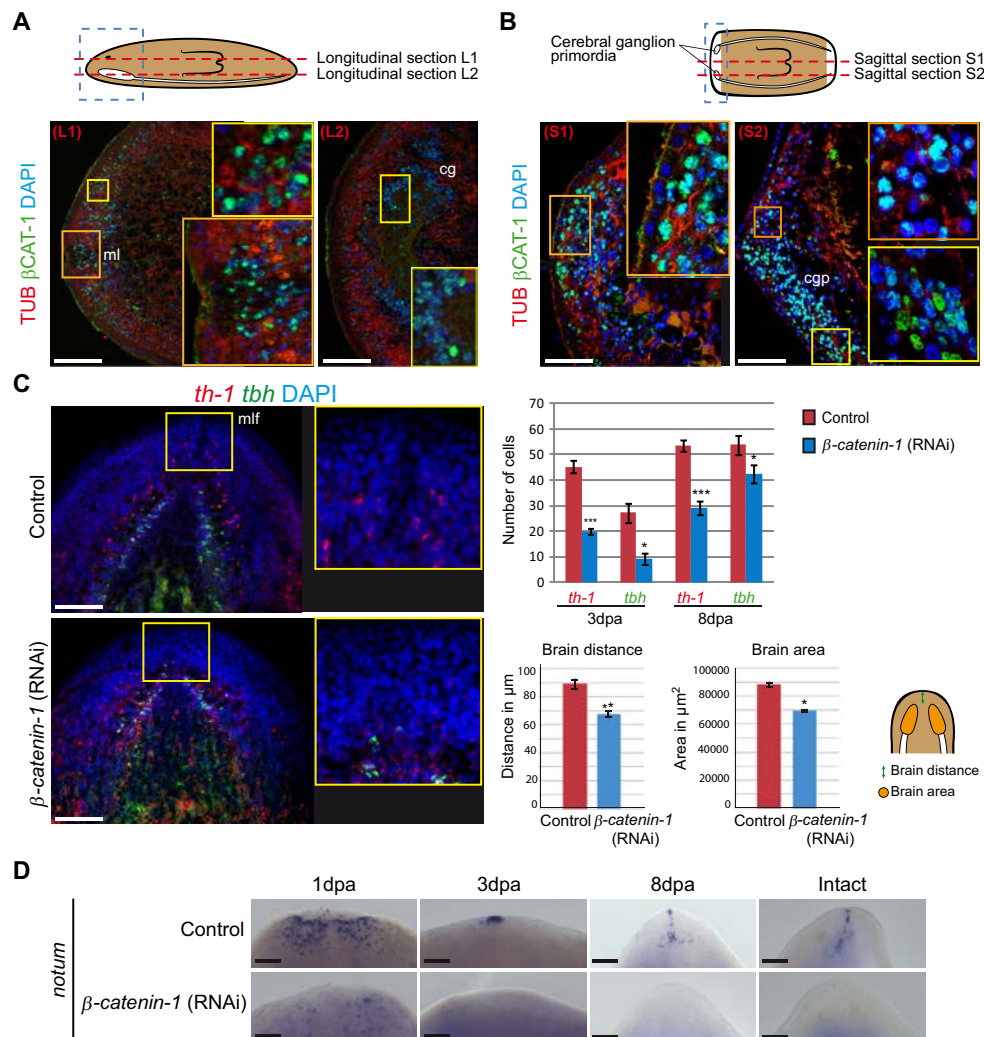 A
Longitudinal section L1
Longitudinal section L2
(L1)
(L2)
cg
ml
TUB βCAT-1 DAPI
B
Cerebral ganglion
primordia
Sagittal section S1
Sagittal section S2
(S1)
(S2)
cgp
TUB βCAT-1 DAPI
C
th-1 tbh DAPI
mlf
Control
β-catenin-1 (RNAi)
70
60
50
40
30
20
10
0
Number of cells
***
*
***
*
th-1
tbh
th-1
tbh
3dpa
8dpa
Control
β-catenin-1 (RNAi)
Brain distance
100
80
60
40
20
0
Distance in µm
**
Control β-catenin-1
(RNAi)
Brain area
100000
80000
60000
40000
20000
0
Area in µm²
*
Control β-catenin-1
(RNAi)
Brain distance
Brain area
D
1dpa
3dpa
8dpa
Intact
notum
Control
β-catenin-1 (RNAi)